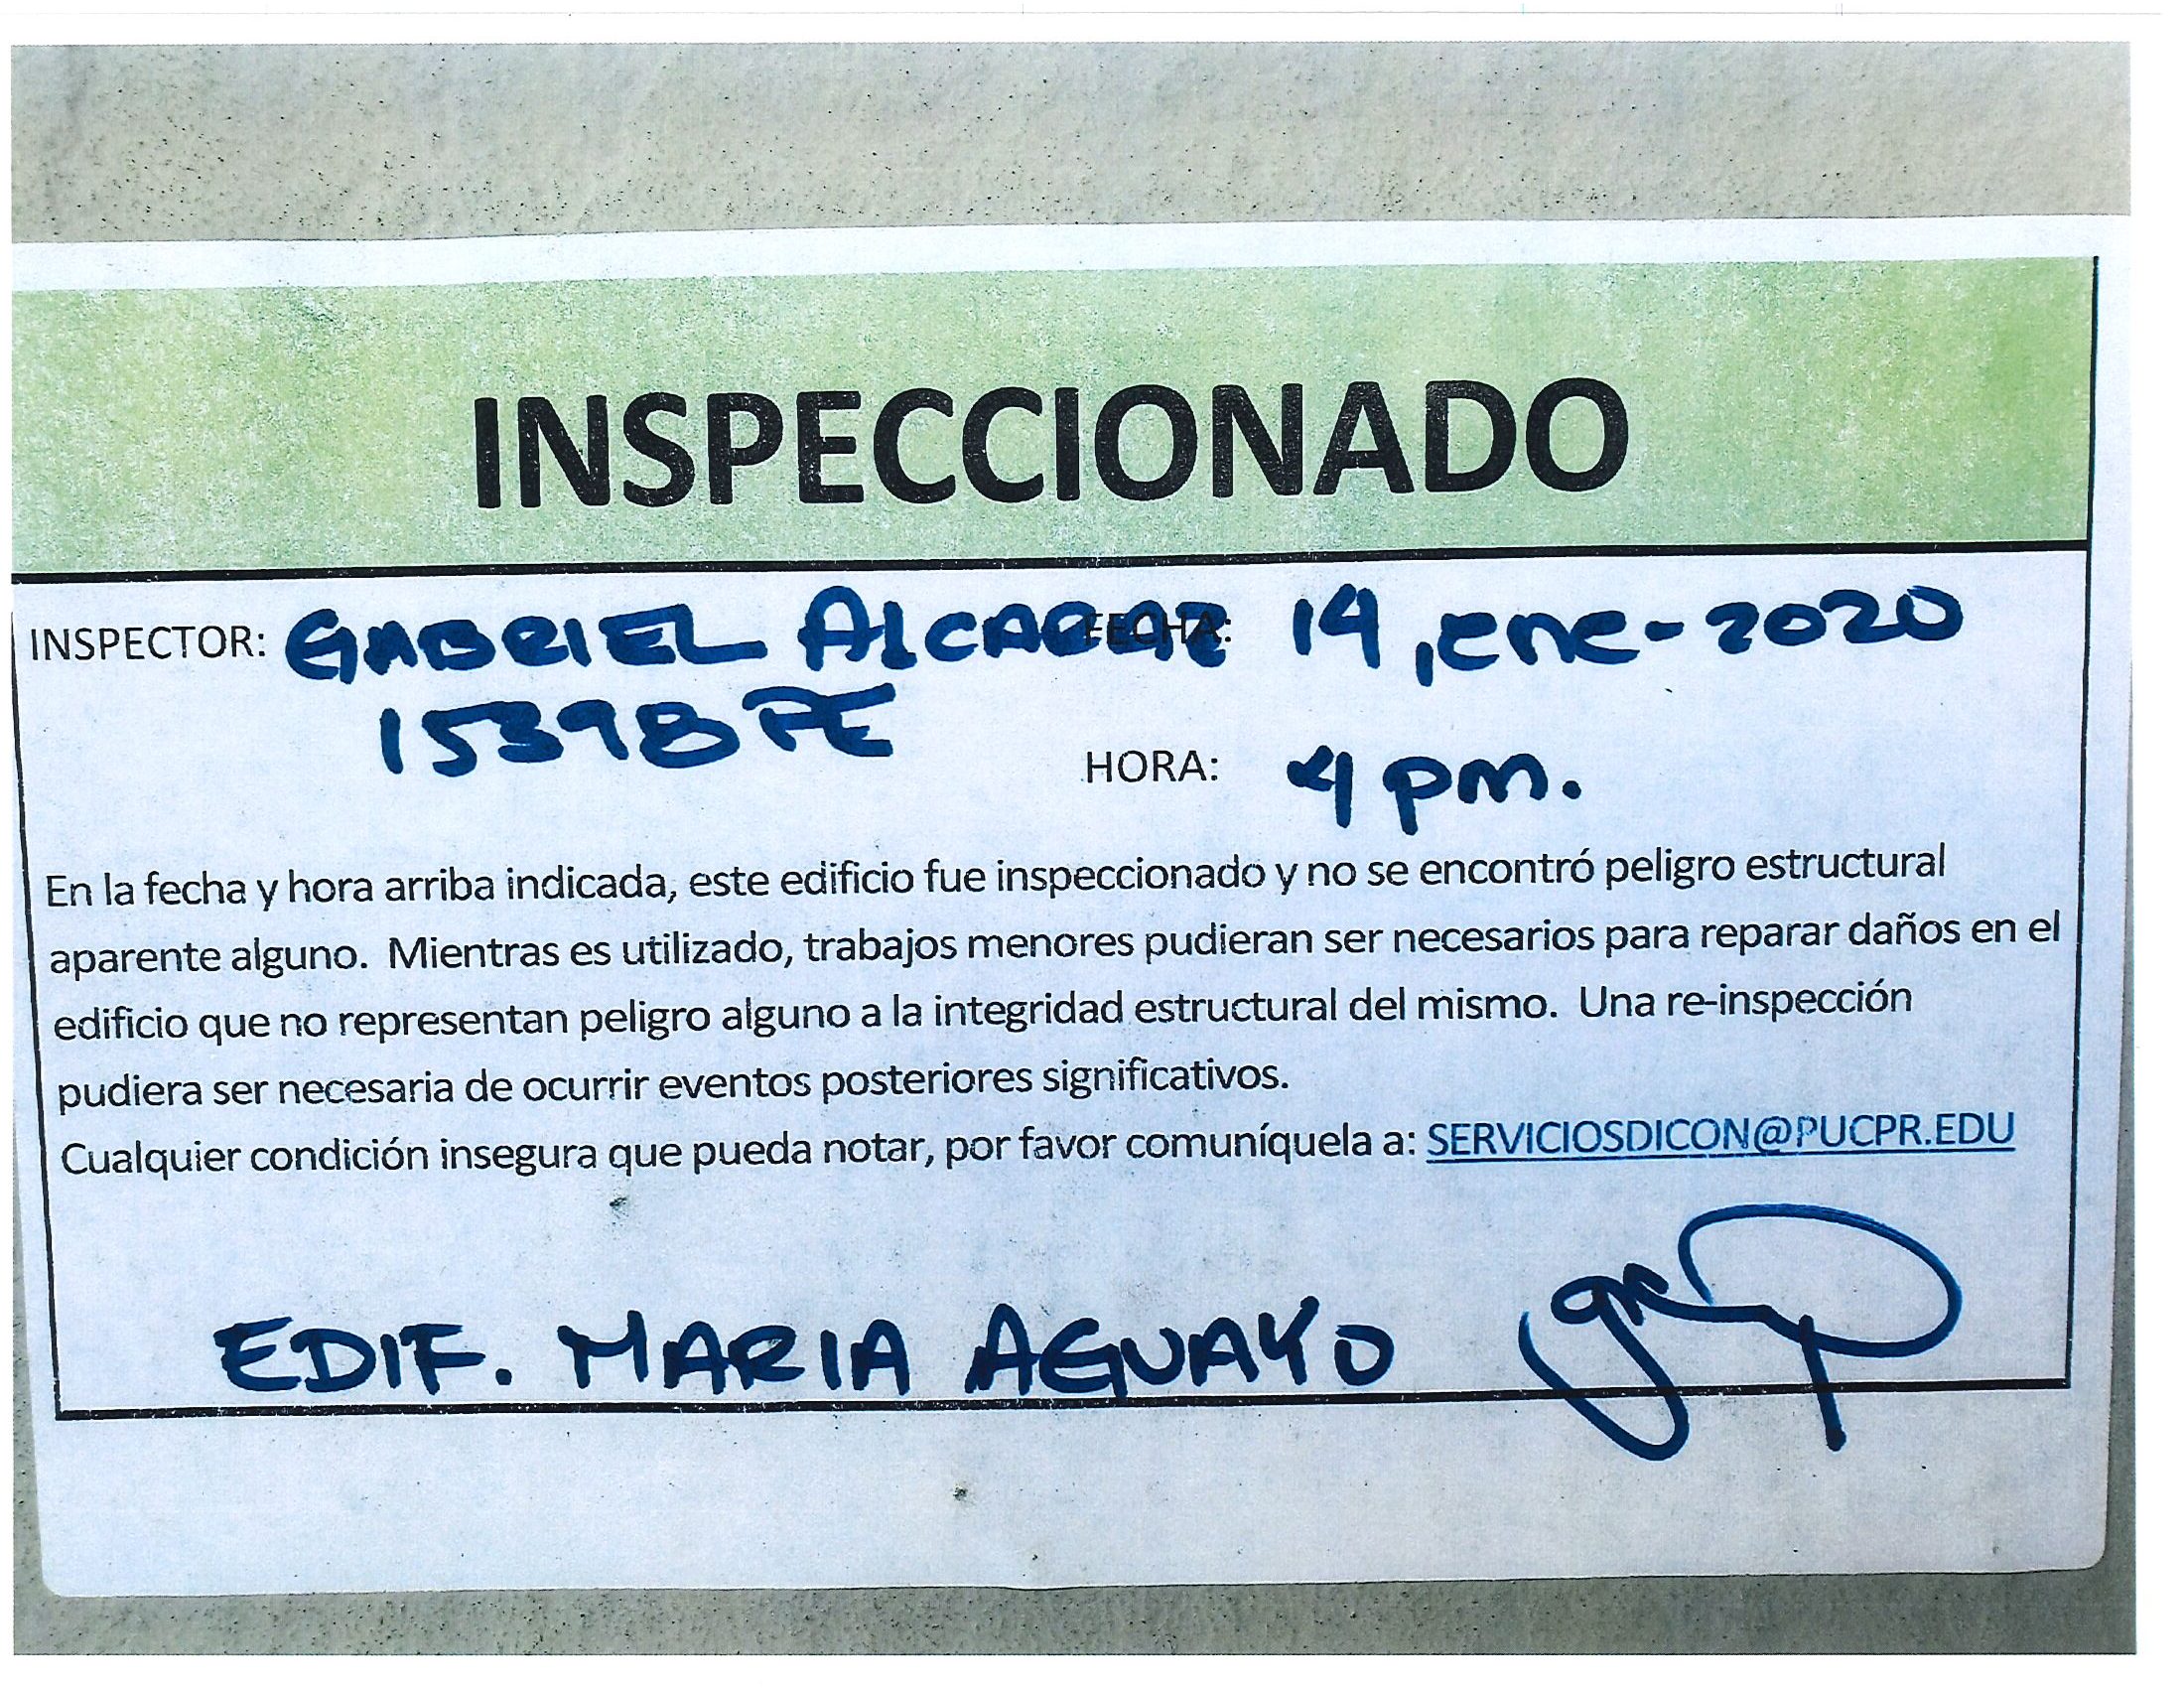 INSPECCIONADO
INSPECTOR: GABRIEL ALCARAZ FECHA: 14, ene-2020
15398 PE
HORA: 4 pm.
En la fecha y hora arriba indicada, este edificio fue inspeccionado y no se encontró peligro estructural
aparente alguno. Mientras es utilizado, trabajos menores pudieran ser necesarios para reparar daños en el
edificio que no representan peligro alguno a la integridad estructural del mismo. Una re-inspección
pudiera ser necesaria de ocurrir eventos posteriores significativos.
Cualquier condición insegura que pueda notar, por favor comuníquela a: SERVICIOSDICON@PUCPR.EDU
EDIF. MARIA AGUAYO